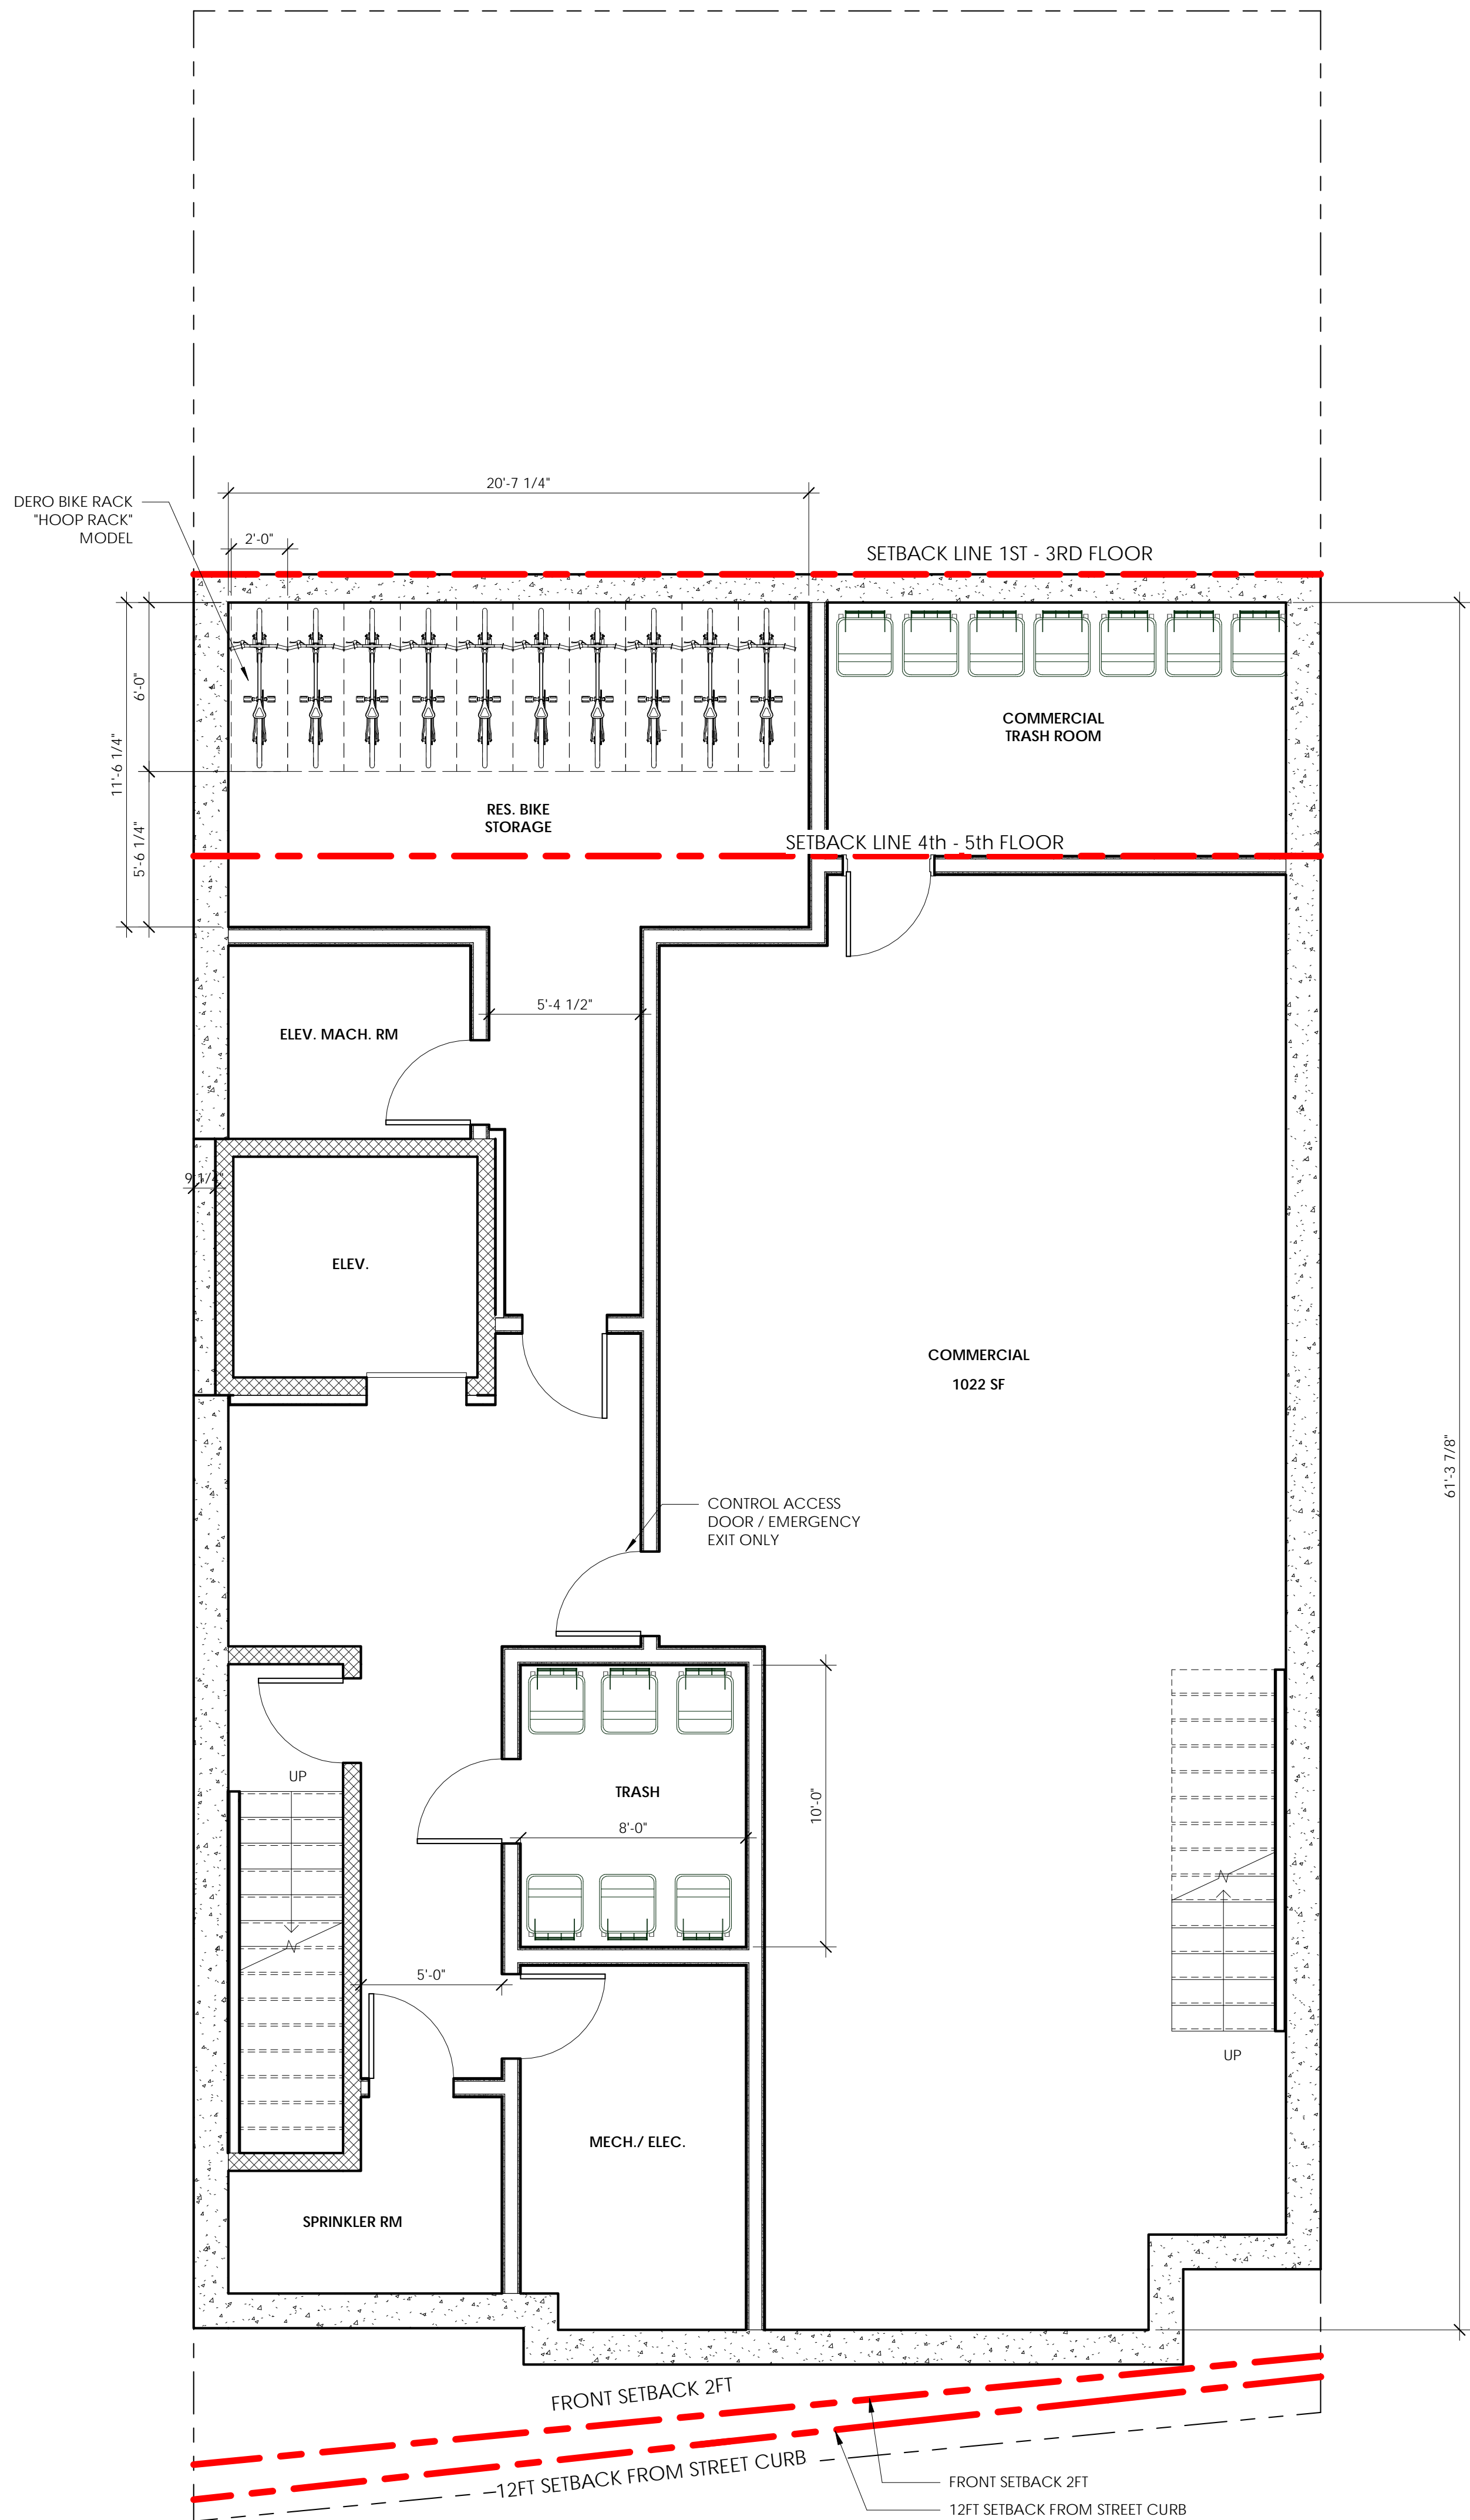 20'-7 1/4"
DERO BIKE RACK
"HOOP RACK"
MODEL
2'-0"
SETBACK LINE 1ST - 3RD FLOOR
6'-0"
11'-6 1/4"
5'-6 1/4"
COMMERCIAL
TRASH ROOM
RES. BIKE
STORAGE
SETBACK LINE 4th - 5th FLOOR
5'-4 1/2"
ELEV. MACH. RM
9 1/4"
ELEV.
COMMERCIAL
1022 SF
61'-3 7/8"
CONTROL ACCESS
DOOR / EMERGENCY
EXIT ONLY
UP
TRASH
8'-0"
10'-0"
5'-0"
UP
MECH./ ELEC.
SPRINKLER RM
FRONT SETBACK 2FT
12FT SETBACK FROM STREET CURB
FRONT SETBACK 2FT
12FT SETBACK FROM STREET CURB